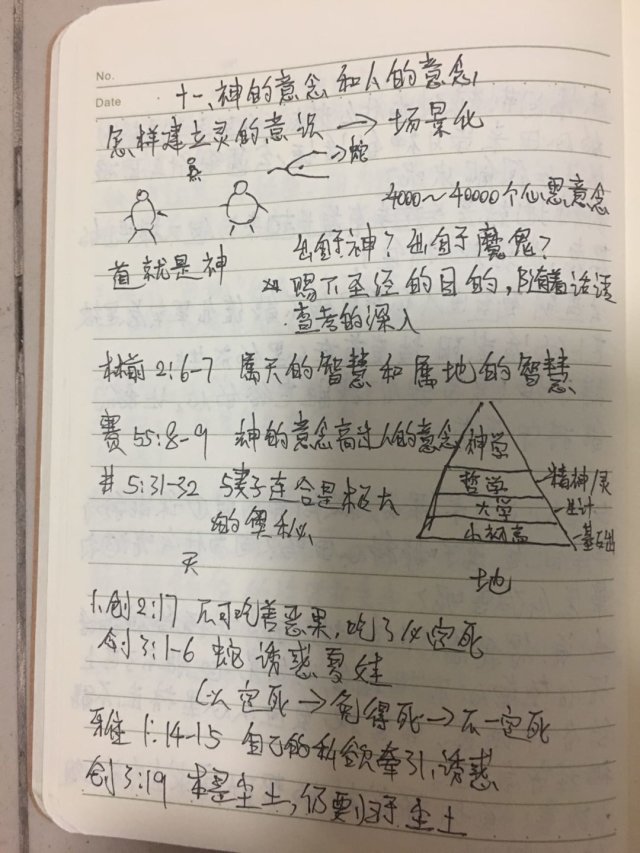 No.
Date
十一、神的意念和人的意念
怎样建立灵的意识 → 场景化
→蛇
4000~40000个心思意念
道就是神
出自于神？出自于魔鬼？
赐下圣经的目的，随着话语
查考的深入
林前2:6-7 属天的智慧和属地的智慧
赛55:8-9 神的意念高过人的意念
神学
哲学
精神/灵
大学
生计
小初高
基础
地
弗5:31-32 与妻子连合是极大
的奥秘
天
1、创2:17 不可吃善恶果，吃了必定死
创3:1-6 蛇诱惑夏娃
(必定死→免得死→不一定死
雅1:14-15 自己的私欲牵引、诱惑
创3:19 本是尘土，仍要归于尘土